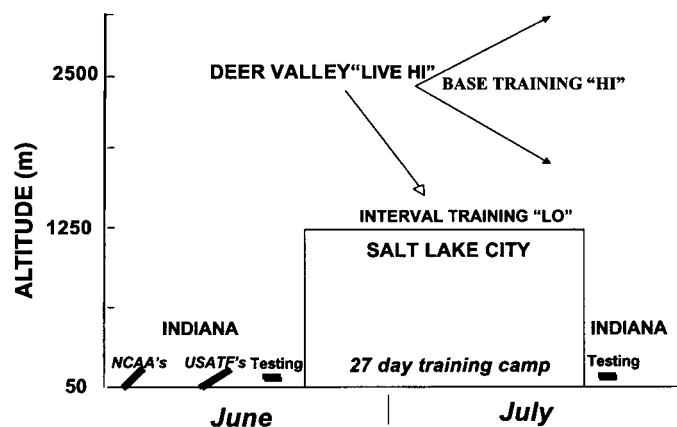 2500
DEER VALLEY“LIVE HI”
BASE TRAINING “HI”
ALTITUDE (m)
1250
INTERVAL TRAINING “LO”
SALT LAKE CITY
INDIANA
INDIANA
NCAA's
USATF's
Testing
27 day training camp
Testing
50
June
July